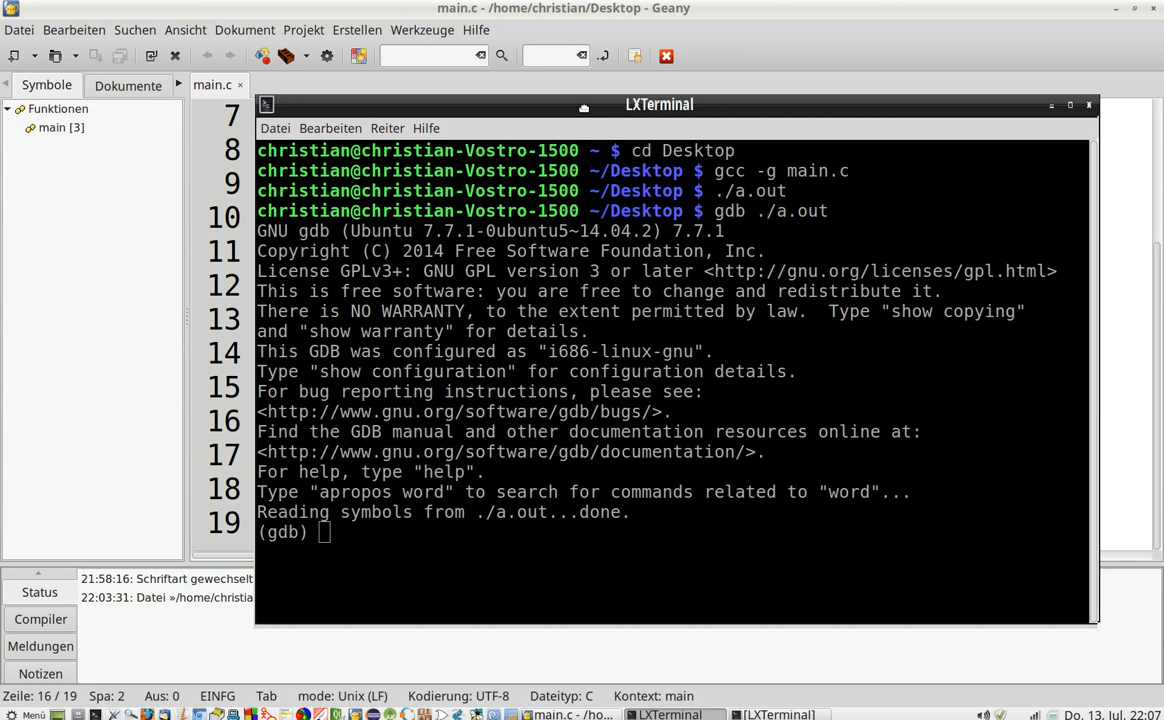 main.c - /home/christian/Desktop - Geany
Datei Bearbeiten Suchen Ansicht Dokument Projekt Erstellen Werkzeuge Hilfe
Symbole Dokumente main.c ×
Funktionen
main [3]
7
8
9
10
11
12
13
14
15
16
17
18
19
LXTerminal
Datei Bearbeiten Reiter Hilfe
christian@christian-Vostro-1500 ~ $ cd Desktop
christian@christian-Vostro-1500 ~/Desktop $ gcc -g main.c
christian@christian-Vostro-1500 ~/Desktop $ ./a.out
christian@christian-Vostro-1500 ~/Desktop $ gdb ./a.out
GNU gdb (Ubuntu 7.7.1-0ubuntu5~14.04.2) 7.7.1
Copyright (C) 2014 Free Software Foundation, Inc.
License GPLv3+: GNU GPL version 3 or later <http://gnu.org/licenses/gpl.html>
This is free software: you are free to change and redistribute it.
There is NO WARRANTY, to the extent permitted by law.  Type "show copying"
and "show warranty" for details.
This GDB was configured as "i686-linux-gnu".
Type "show configuration" for configuration details.
For bug reporting instructions, please see:
<http://www.gnu.org/software/gdb/bugs/>.
Find the GDB manual and other documentation resources online at:
<http://www.gnu.org/software/gdb/documentation/>.
For help, type "help".
Type "apropos word" to search for commands related to "word"...
Reading symbols from ./a.out...done.
(gdb)
Status
Compiler
Meldungen
Notizen
21:58:16: Schriftart gewechselt
22:03:31: Datei »/home/christia
Zeile: 16 / 19 Spa: 2 Aus: 0 EINFG Tab mode: Unix (LF) Kodierung: UTF-8 Dateityp: C Kontext: main
Menü main.c - /ho... LXTerminal [LXTerminal] Do. 13. Jul, 22:07